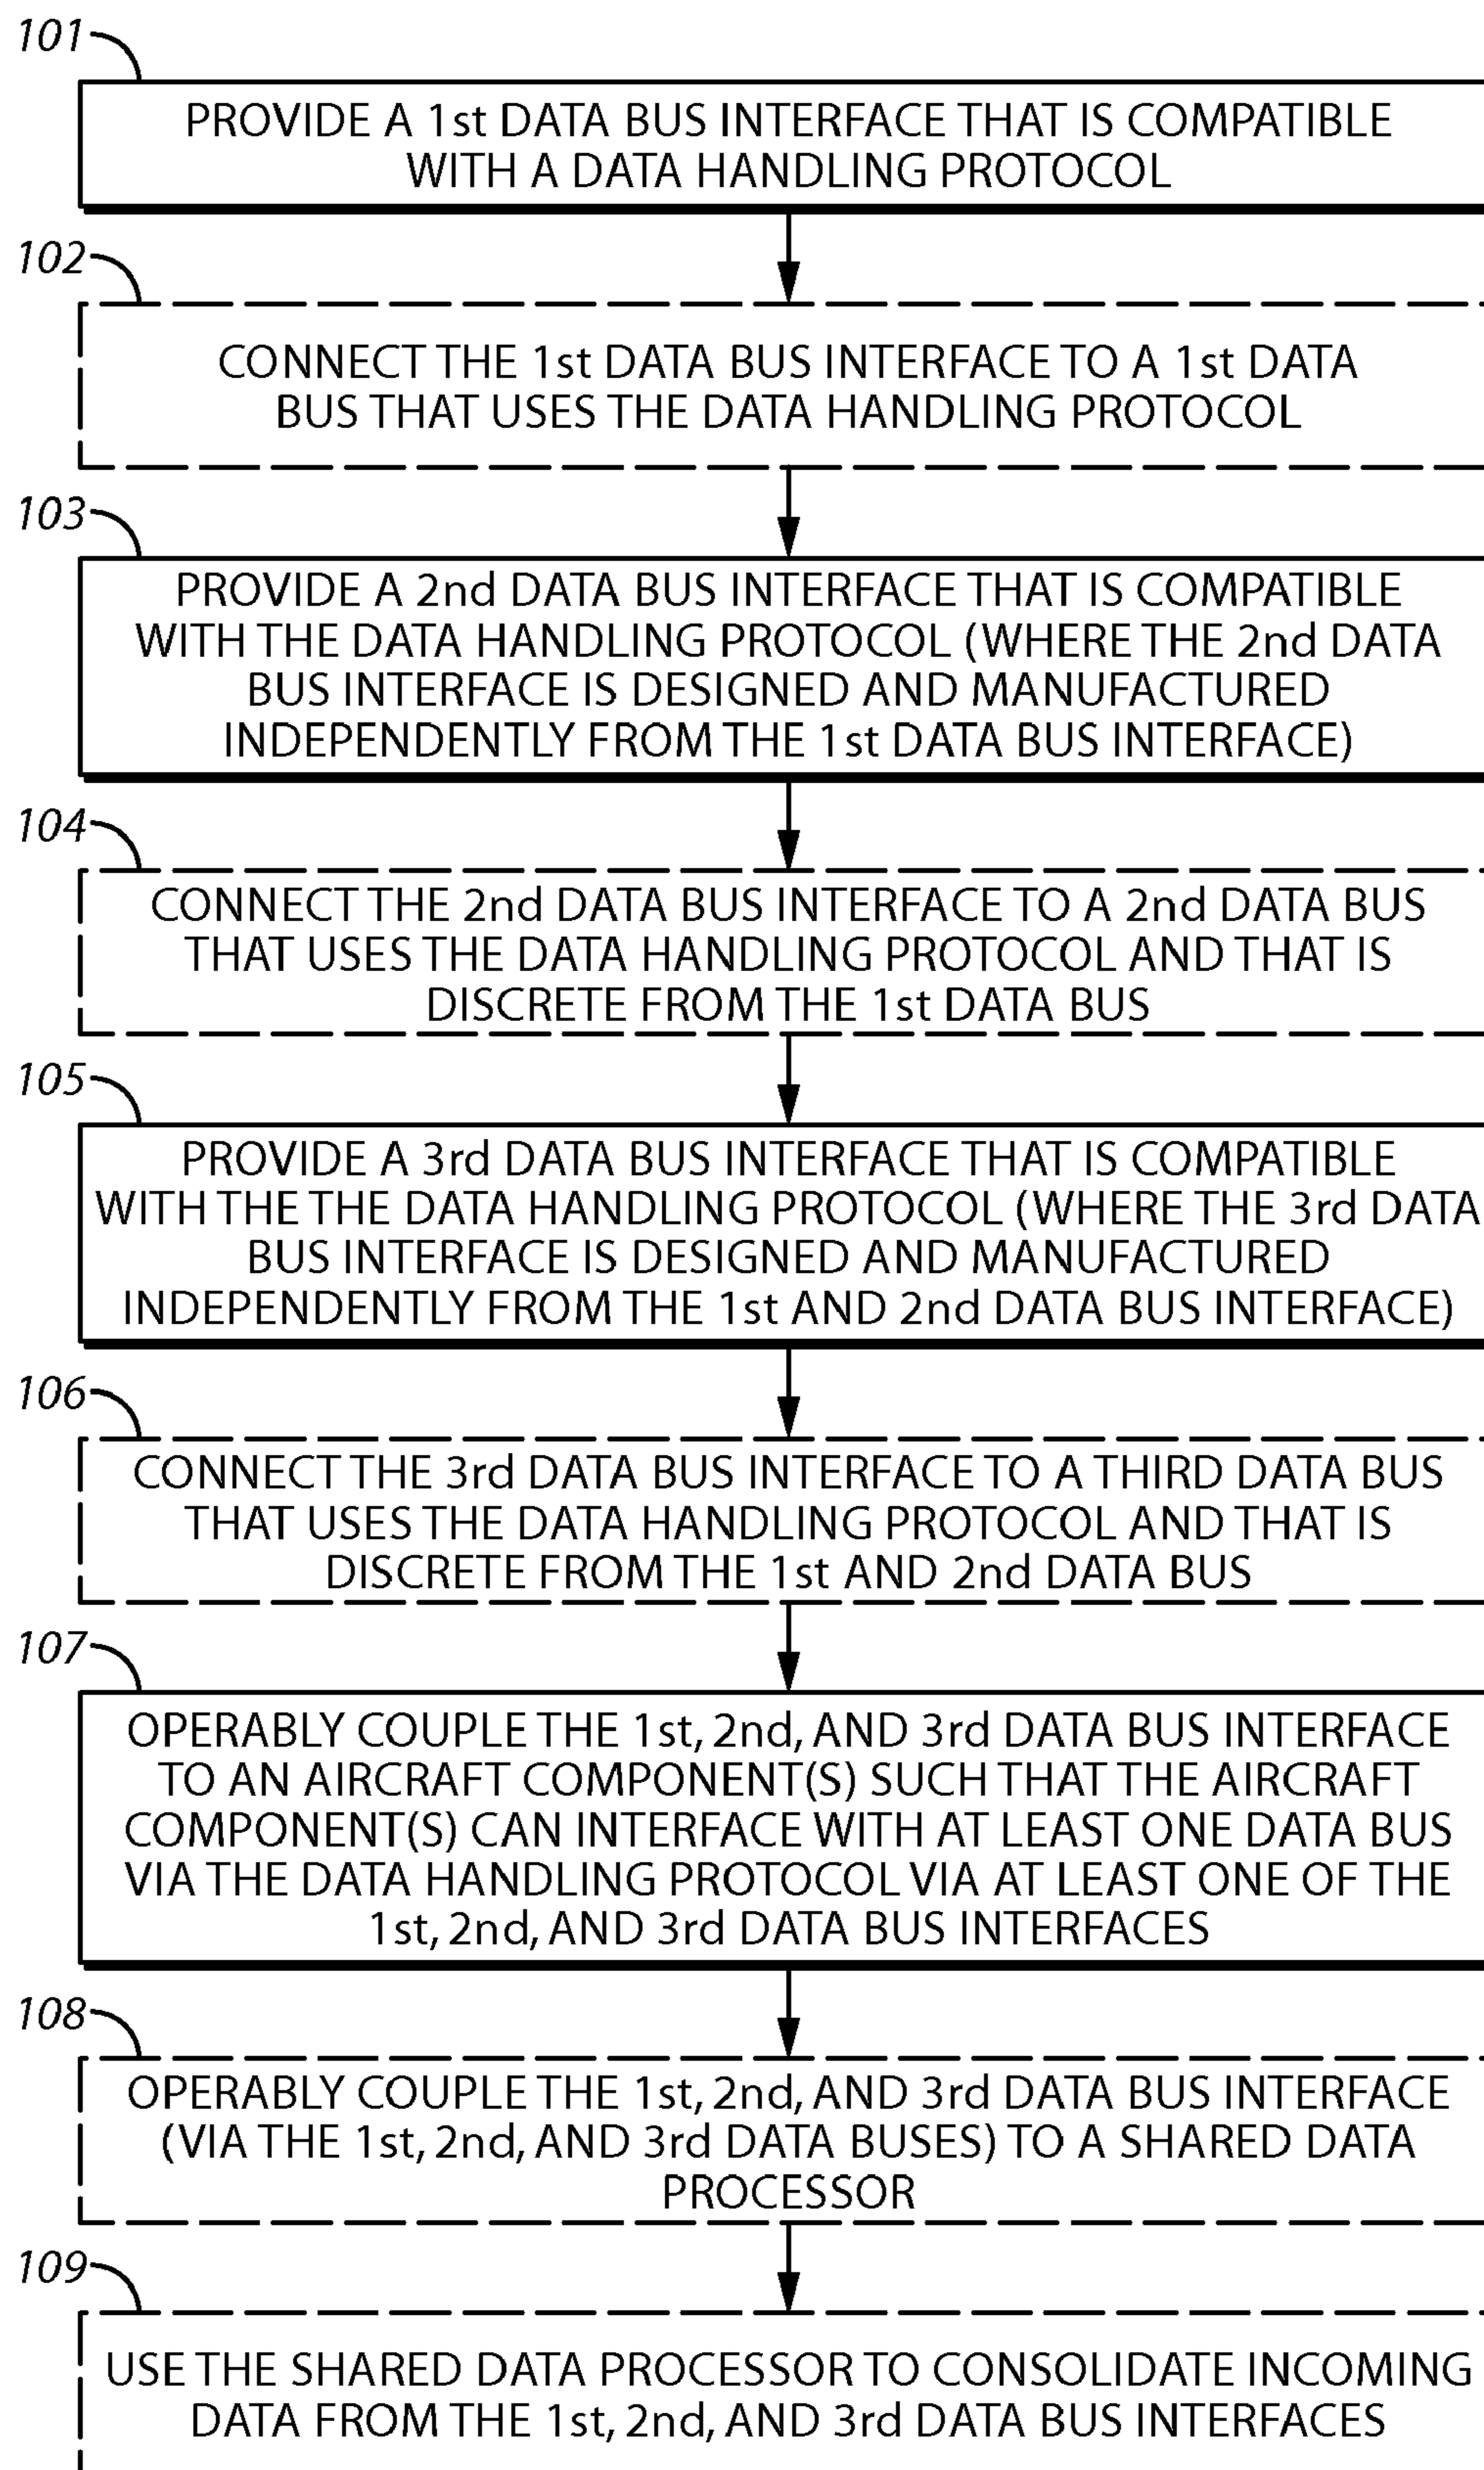 101
PROVIDE A 1st DATA BUS INTERFACE THAT IS COMPATIBLE
WITH A DATA HANDLING PROTOCOL
102
CONNECT THE 1st DATA BUS INTERFACE TO A 1st DATA
BUS THAT USES THE DATA HANDLING PROTOCOL
103
PROVIDE A 2nd DATA BUS INTERFACE THAT IS COMPATIBLE
WITH THE DATA HANDLING PROTOCOL (WHERE THE 2nd DATA
BUS INTERFACE IS DESIGNED AND MANUFACTURED
INDEPENDENTLY FROM THE 1st DATA BUS INTERFACE)
104
CONNECT THE 2nd DATA BUS INTERFACE TO A 2nd DATA BUS
THAT USES THE DATA HANDLING PROTOCOL AND THAT IS
DISCRETE FROM THE 1st DATA BUS
105
PROVIDE A 3rd DATA BUS INTERFACE THAT IS COMPATIBLE
WITH THE THE DATA HANDLING PROTOCOL (WHERE THE 3rd DATA
BUS INTERFACE IS DESIGNED AND MANUFACTURED
INDEPENDENTLY FROM THE 1st AND 2nd DATA BUS INTERFACE)
106
CONNECT THE 3rd DATA BUS INTERFACE TO A THIRD DATA BUS
THAT USES THE DATA HANDLING PROTOCOL AND THAT IS
DISCRETE FROM THE 1st AND 2nd DATA BUS
107
OPERABLY COUPLE THE 1st, 2nd, AND 3rd DATA BUS INTERFACE
TO AN AIRCRAFT COMPONENT(S) SUCH THAT THE AIRCRAFT
COMPONENT(S) CAN INTERFACE WITH AT LEAST ONE DATA BUS
VIA THE DATA HANDLING PROTOCOL VIA AT LEAST ONE OF THE
1st, 2nd, AND 3rd DATA BUS INTERFACES
108
OPERABLY COUPLE THE 1st, 2nd, AND 3rd DATA BUS INTERFACE
(VIA THE 1st, 2nd, AND 3rd DATA BUSES) TO A SHARED DATA
PROCESSOR
109
USE THE SHARED DATA PROCESSOR TO CONSOLIDATE INCOMING
DATA FROM THE 1st, 2nd, AND 3rd DATA BUS INTERFACES